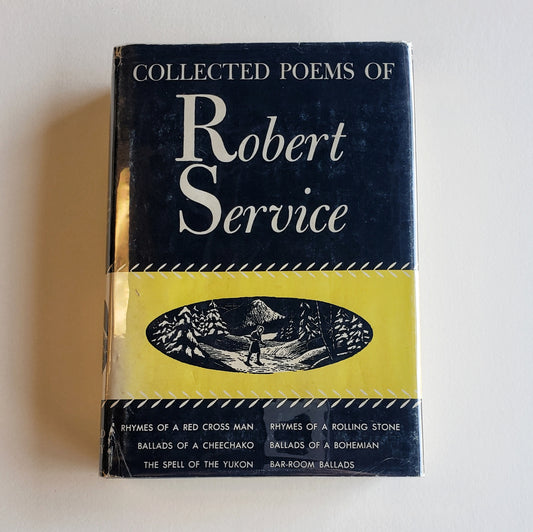 COLLECTED POEMS OF
Robert
Service
RHYMES OF A RED CROSS MAN RHYMES OF A ROLLING STONE
BALLADS OF A CHEECHAKO BALLADS OF A BOHEMIAN
THE SPELL OF THE YUKON BAR-ROOM BALLADS